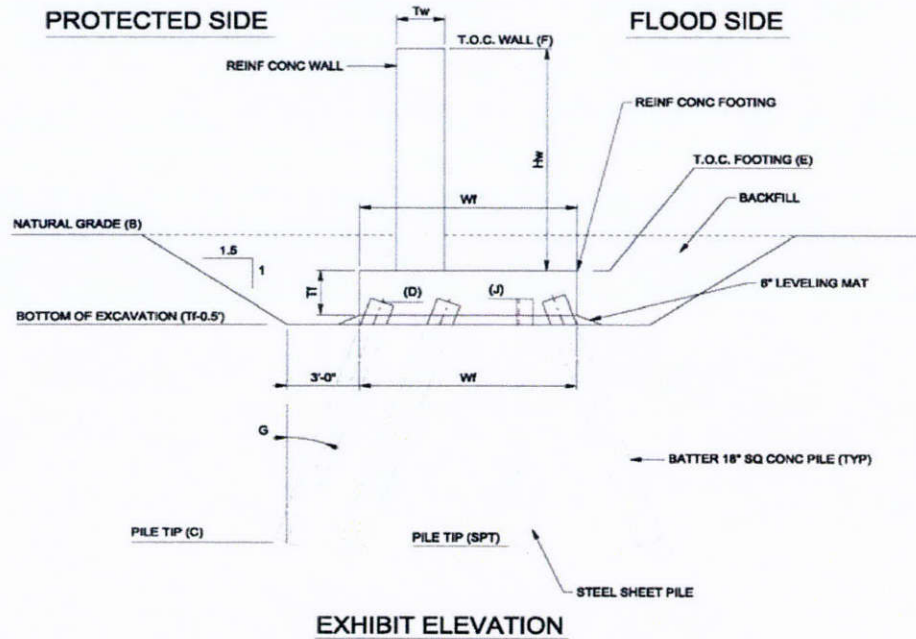 PROTECTED SIDE
Tw
FLOOD SIDE
T.O.C. WALL (F)
REINF CONC WALL
REINF CONC FOOTING
Hw
T.O.C. FOOTING (E)
Wf
BACKFILL
NATURAL GRADE (B)
1.5
1
Tf
(D)
(J)
6" LEVELING MAT
BOTTOM OF EXCAVATION (Tf-0.5')
3'-0"
Wf
G
BATTER 18" SQ CONC PILE (TYP)
PILE TIP (C)
PILE TIP (SPT)
STEEL SHEET PILE
EXHIBIT ELEVATION